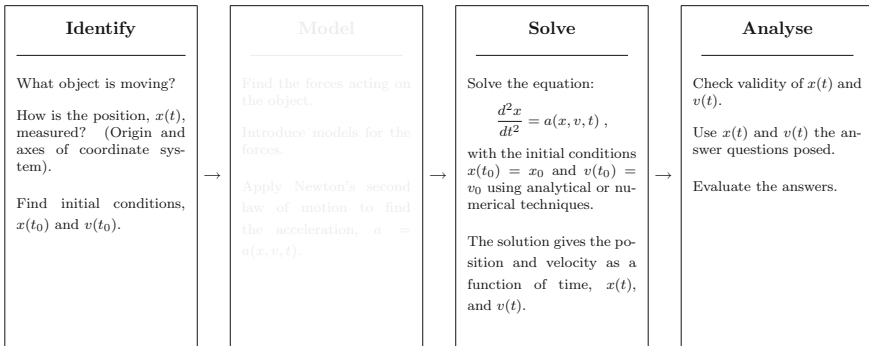 Identify
What object is moving?
How is the position, x(t),
measured? (Origin and
axes of coordinate sys-
tem).
Find initial conditions,
x(t₀) and v(t₀).
→
Model
Find the forces acting on
the object.
Introduce models for the
forces.
Apply Newton's second
law of motion to find
the acceleration, a =
a(x, v, t).
→
Solve
Solve the equation:
d²x/dt² = a(x, v, t) ,
with the initial conditions
x(t₀) = x₀ and v(t₀) =
v₀ using analytical or nu-
merical techniques.
The solution gives the po-
sition and velocity as a
function of time, x(t),
and v(t).
→
Analyse
Check validity of x(t) and
v(t).
Use x(t) and v(t) the an-
swer questions posed.
Evaluate the answers.